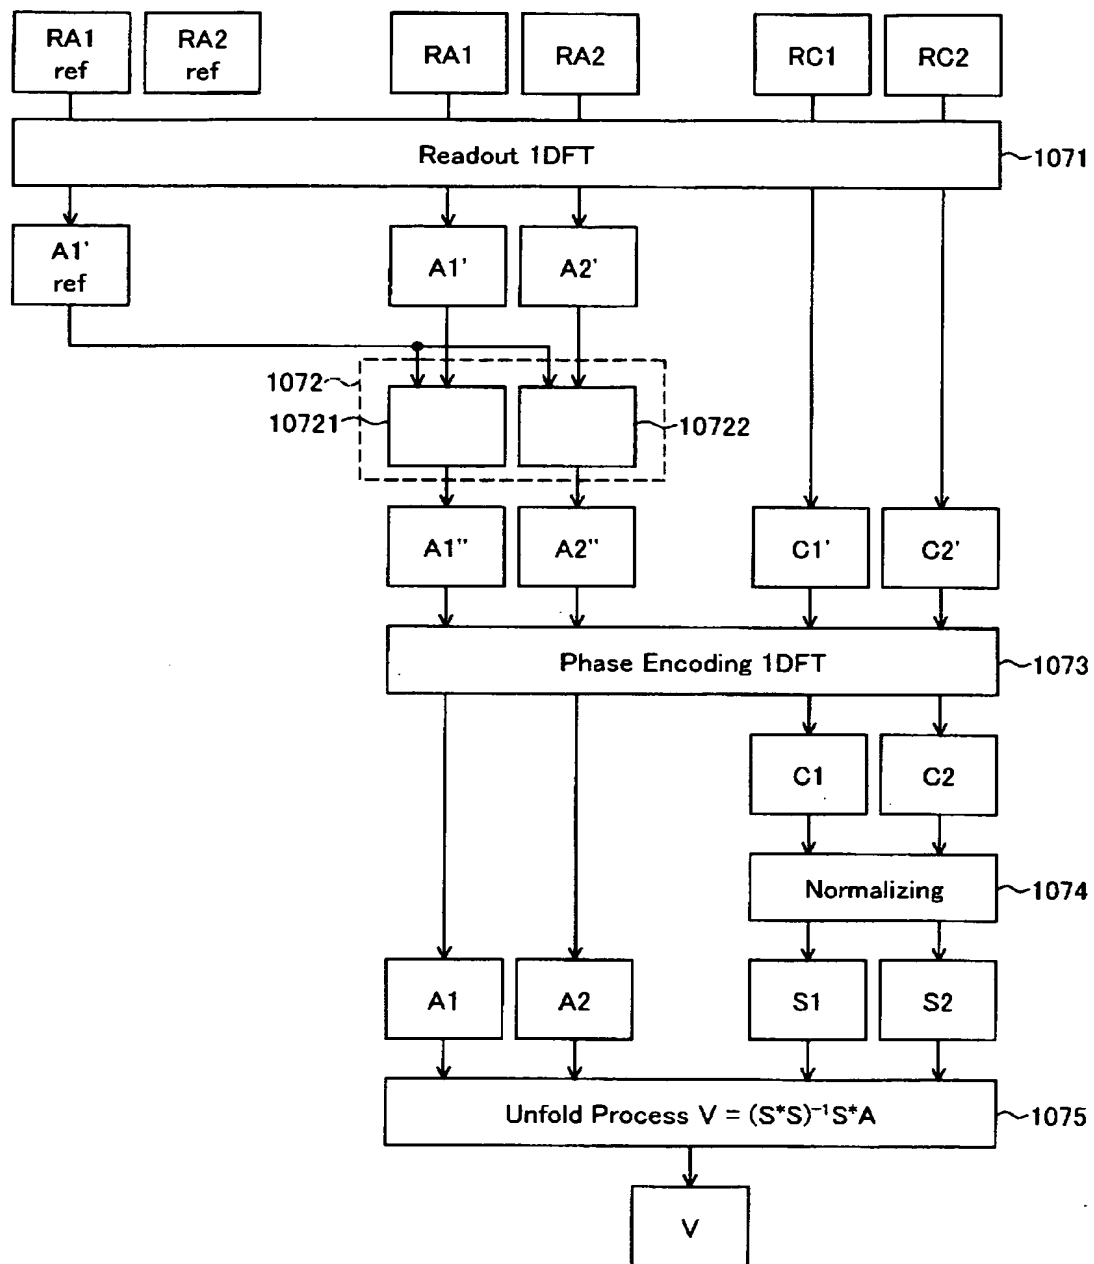 RA1
ref
RA2
ref
RA1
RA2
RC1
RC2
Readout 1DFT
1071
A1'
ref
A1'
A2'
1072
10721
10722
A1"
A2"
C1'
C2'
Phase Encoding 1DFT
1073
C1
C2
Normalizing
1074
A1
A2
S1
S2
Unfold Process V = (S*S)⁻¹S*A
1075
V